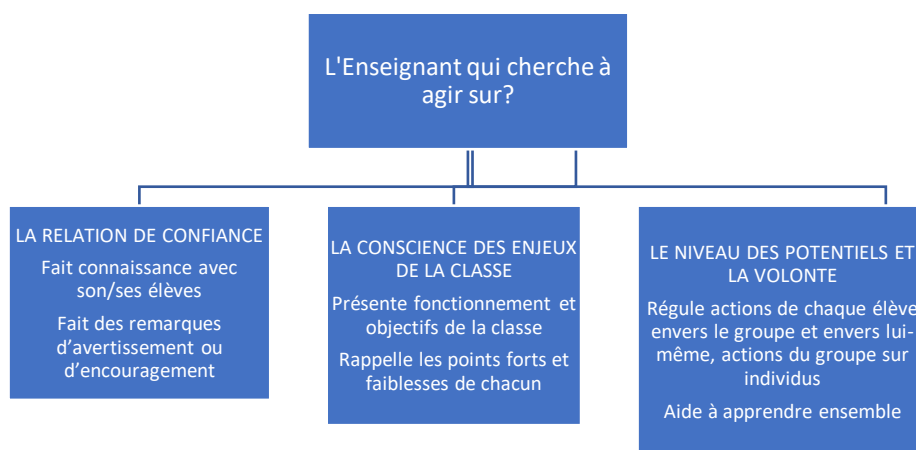 L'Enseignant qui cherche à
agir sur?
LA RELATION DE CONFIANCE
Fait connaissance avec
son/ses élèves
Fait des remarques
d’avertissement ou
d’encouragement
LA CONSCIENCE DES ENJEUX
DE LA CLASSE
Présente fonctionnement et
objectifs de la classe
Rappelle les points forts et
faiblesses de chacun
LE NIVEAU DES POTENTIELS ET
LA VOLONTE
Régule actions de chaque élève
envers le groupe et envers lui-
même, actions du groupe sur
individus
Aide à apprendre ensemble